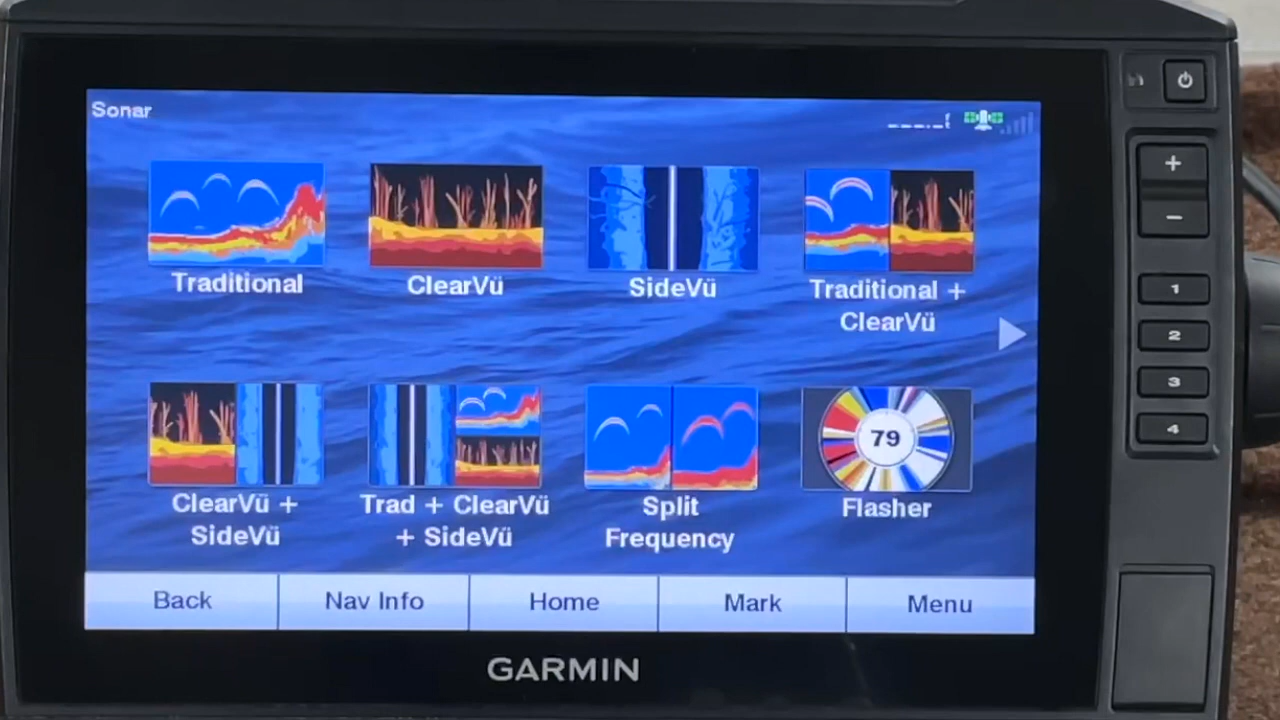 Sonar
Traditional
ClearVü
SideVü
Traditional +
ClearVü
ClearVü +
SideVü
Trad + ClearVü
+ SideVü
Split
Frequency
79
Flasher
Back
Nav Info
Home
Mark
Menu
GARMIN
+
−
1
2
3
4